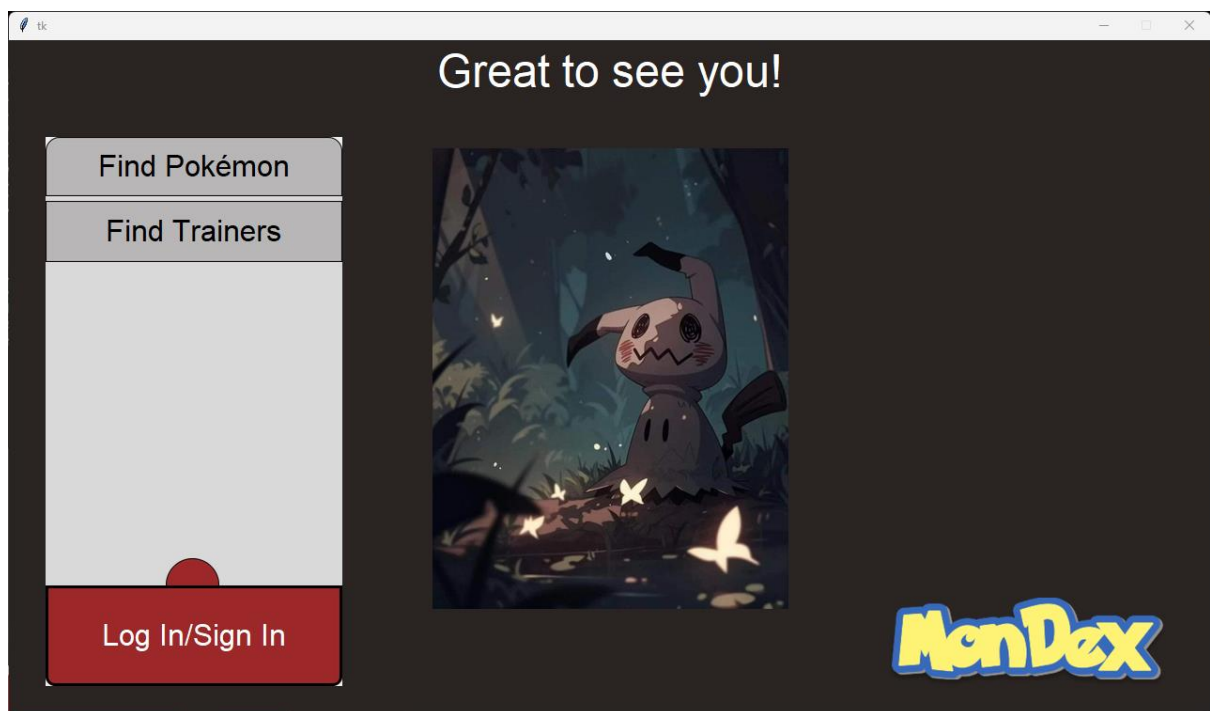 tk
Great to see you!
Find Pokémon
Find Trainers
Log In/Sign In
MonDex